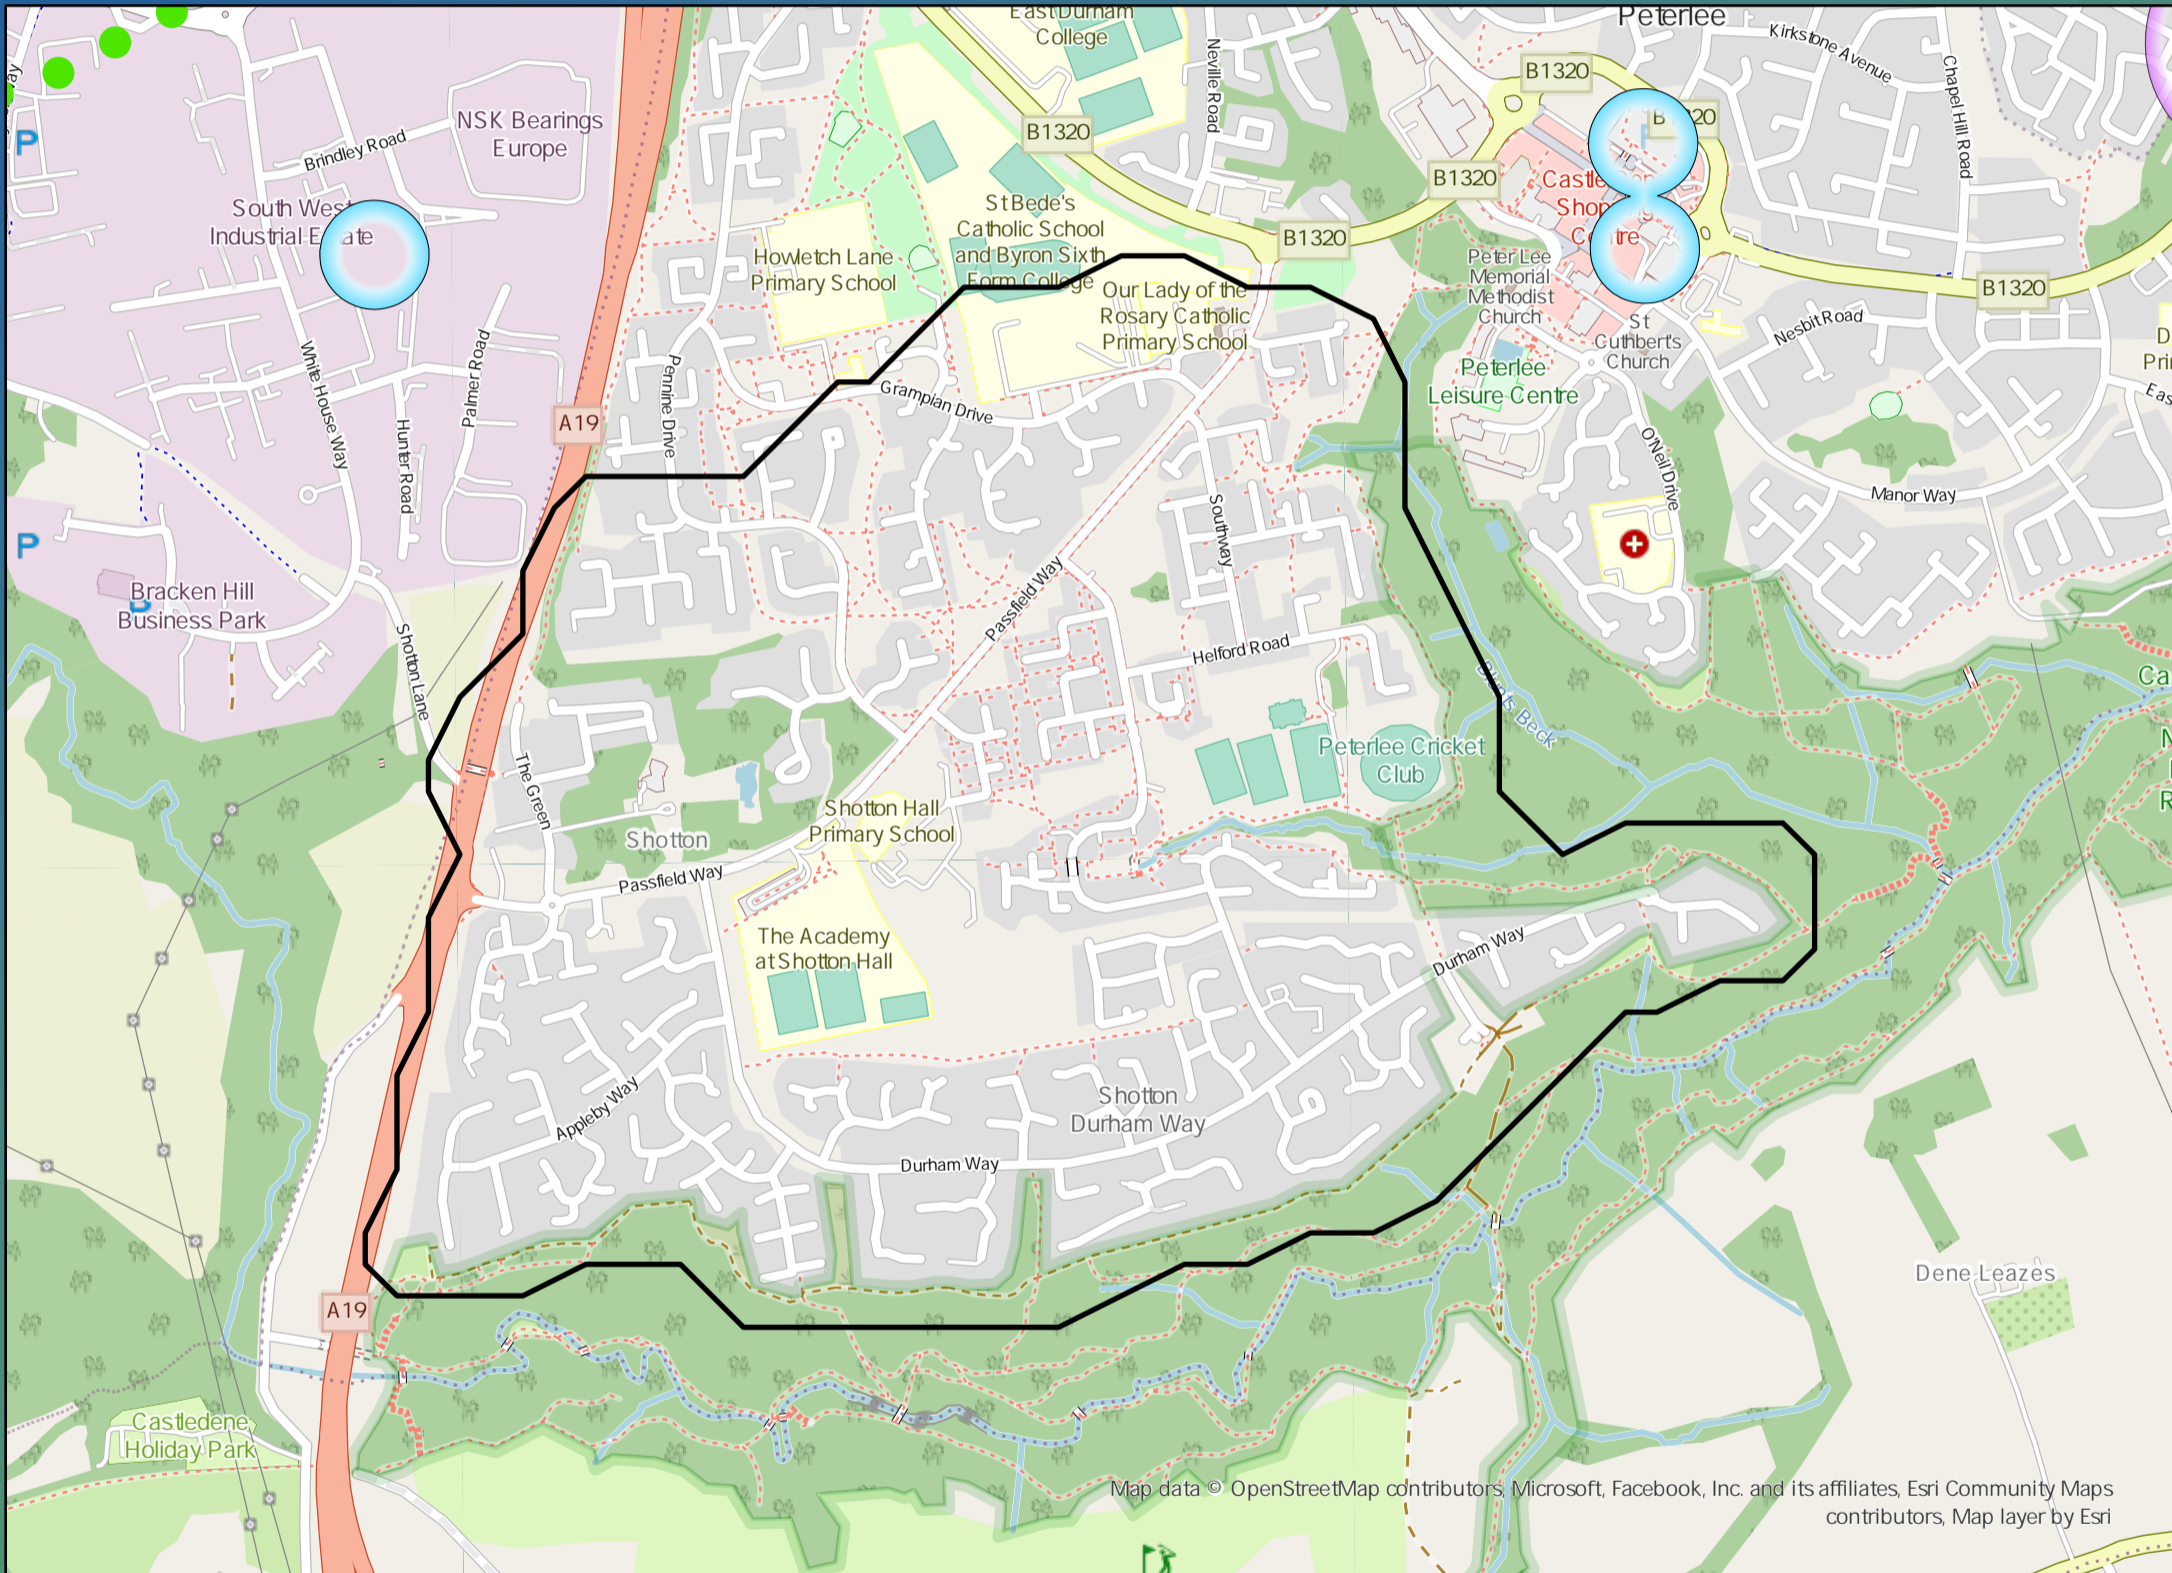 East Durham
College
Peterlee
Kirkstone Avenue
Neville Road
Chapel Hill Road
B1320
NSK Bearings
Europe
Brindley Road
B1320
P
B1320
South West
Industrial
St Bede's
Catholic School
and Byron Sixth
Form College
B1320
Howletch Lane
Primary School
Our Lady of the
Rosary Catholic
Primary School
Peter Lee
Memorial
Methodist
Church
B1320
St
Cuthbert's
Church
Nesbit Road
Peterlee
Leisure Centre
White House Way
Hunter Road
Palmer Road
A19
Pennine Drive
Grampian Drive
O'Neil Drive
Manor Way
Southway
P
Bracken Hill
Business Park
Shotton Lane
Passfield Way
Helford Road
Blunts Beck
The Green
Peterlee Cricket
Club
Shotton Hall
Primary School
Shotton
Passfield Way
The Academy
at Shotton Hall
Durham Way
Appleby Way
Shotton
Durham Way
Durham Way
Dene Leazes
A19
Castledene
Holiday Park
Map data © OpenStreetMap contributors, Microsoft, Facebook, Inc. and its affiliates, Esri Community Maps
contributors, Map layer by Esri